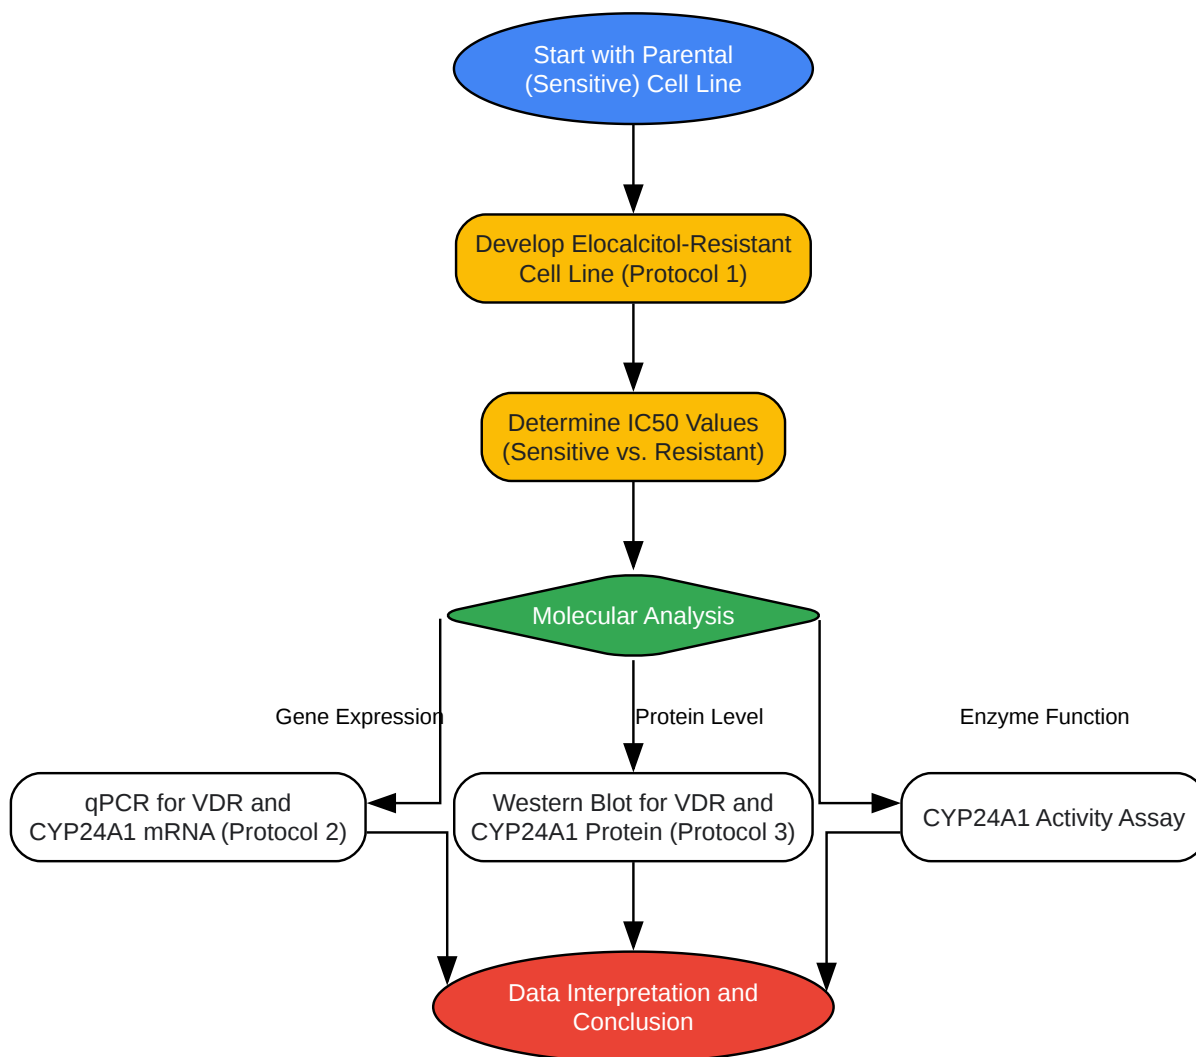 Start with Parental
(Sensitive) Cell Line
Develop Elocalcitol-Resistant
Cell Line (Protocol 1)
Determine IC50 Values
(Sensitive vs. Resistant)
Molecular Analysis
Gene Expression
Protein Level
Enzyme Function
qPCR for VDR and
CYP24A1 mRNA (Protocol 2)
Western Blot for VDR and
CYP24A1 Protein (Protocol 3)
CYP24A1 Activity Assay
Data Interpretation and
Conclusion